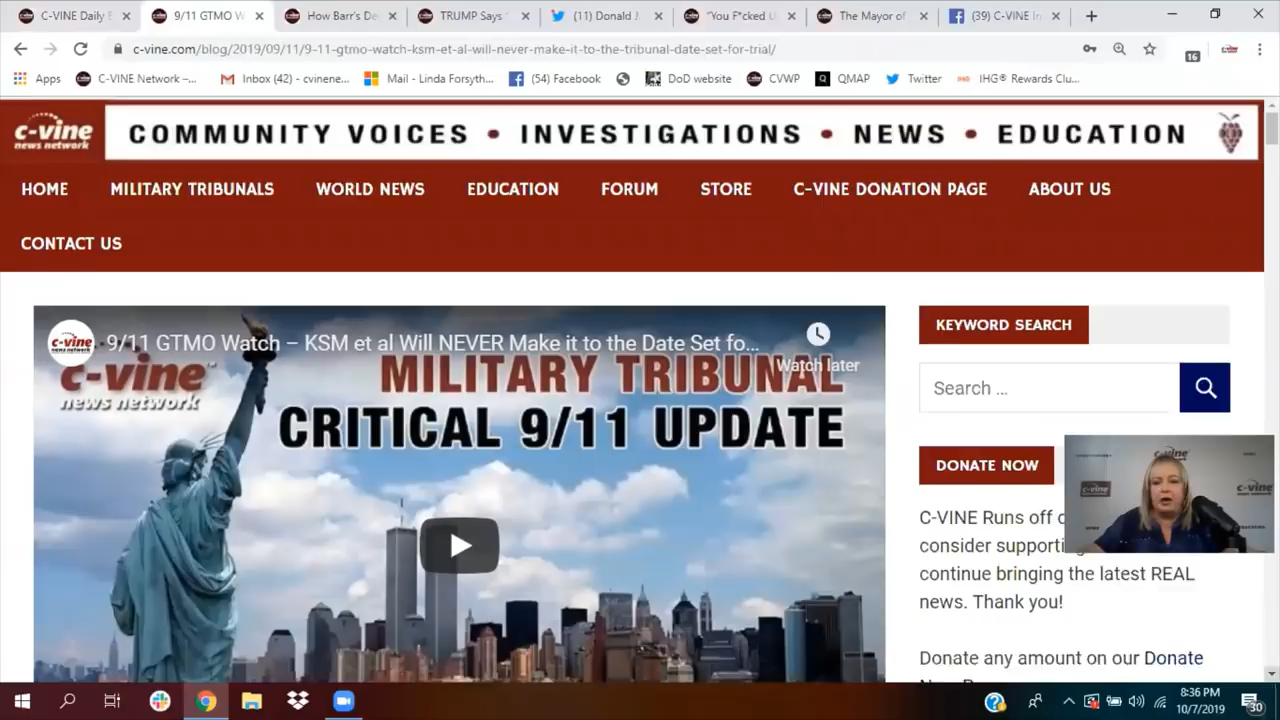 C-VINE Daily
9/11 GTMO W
How Barr's De
TRUMP Says
(11) Donald
"You F*cked U
The Mayor of
(39) C-VINE In
c-vine.com/blog/2019/09/11/9-11-gtmo-watch-ksm-et-al-will-never-make-it-to-the-tribunal-date-set-for-trial/
16
Apps
C-VINE Network –...
Inbox (42) - cvinene...
Mail - Linda Forsyth...
(54) Facebook
DoD website
CVWP
QMAP
Twitter
IHG® Rewards Clu...
c-vine
news network
COMMUNITY VOICES • INVESTIGATIONS • NEWS • EDUCATION
HOME
MILITARY TRIBUNALS
WORLD NEWS
EDUCATION
FORUM
STORE
C-VINE DONATION PAGE
ABOUT US
CONTACT US
9/11 GTMO Watch – KSM et al Will NEVER Make it to the Date Set fo...
Watch later
c-vine
news network
MILITARY TRIBUNAL
CRITICAL 9/11 UPDATE
KEYWORD SEARCH
Search ...
DONATE NOW
C-VINE Runs off
consider
continue bringing the latest REAL
news. Thank you!
Donate any amount on our Donate
c-vine
8:36 PM
10/7/2019
30